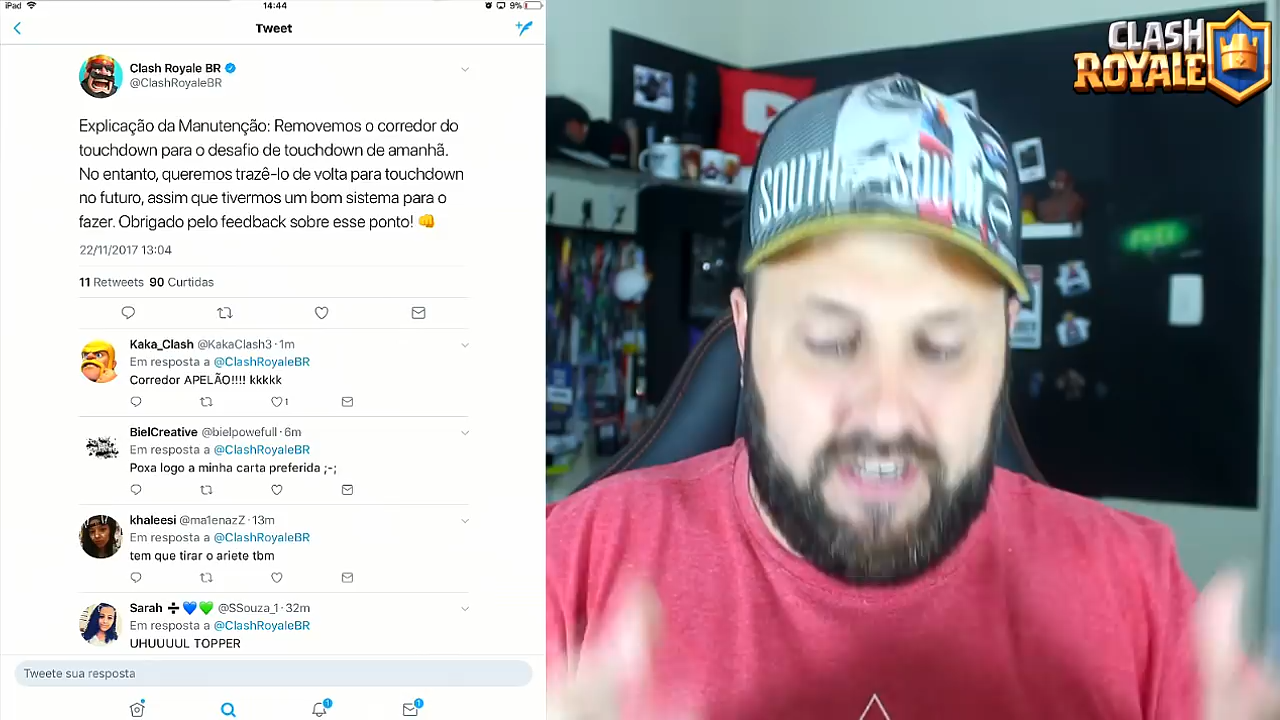 iPad
14:44
9%
Tweet
Clash Royale BR
@ClashRoyaleBR
Explicação da Manutenção: Removemos o corredor do
touchdown para o desafio de touchdown de amanhã.
No entanto, queremos trazê-lo de volta para touchdown
no futuro, assim que tivermos um bom sistema para o
fazer. Obrigado pelo feedback sobre esse ponto! 👊
22/11/2017 13:04
11 Retweets 90 Curtidas
Kaka_Clash @KakaClash3 · 1m
Em resposta a @ClashRoyaleBR
Corredor APELÃO!!!! kkkkk
1
BielCreative @bielpowefull · 6m
Em resposta a @ClashRoyaleBR
Poxa logo a minha carta preferida ;-;
khaleesi @ma1enazZ · 13m
Em resposta a @ClashRoyaleBR
tem que tirar o ariete tbm
Sarah ➗💙💚 @SSouza_1 · 32m
Em resposta a @ClashRoyaleBR
UHUUUUL TOPPER
Tweete sua resposta
1
1
CLASH
ROYALE
SOUTH
SOUTH